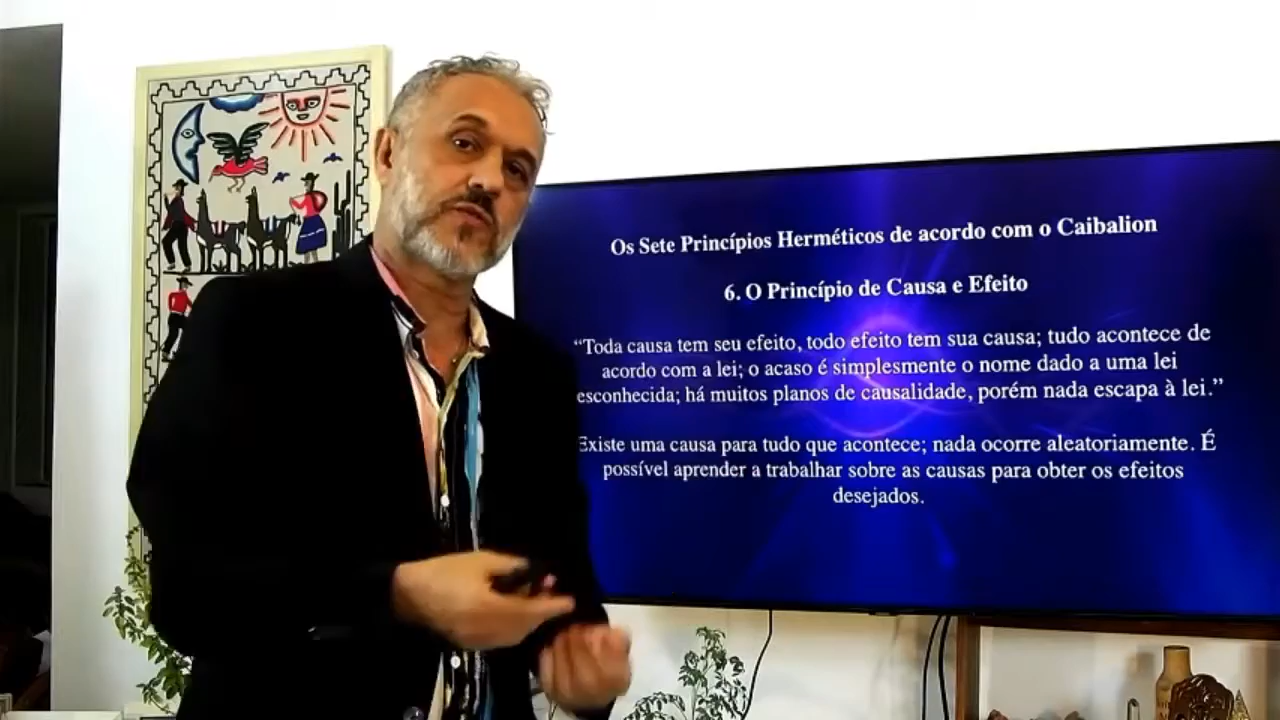 Os Sete Princípios Herméticos de acordo com o Caibalion
6. O Princípio de Causa e Efeito
“Toda causa tem seu efeito, todo efeito tem sua causa; tudo acontece de
acordo com a lei; o acaso é simplesmente o nome dado a uma lei
esconhecida; há muitos planos de causalidade, porém nada escapa à lei.”
Existe uma causa para tudo que acontece; nada ocorre aleatoriamente. É
possível aprender a trabalhar sobre as causas para obter os efeitos
desejados.